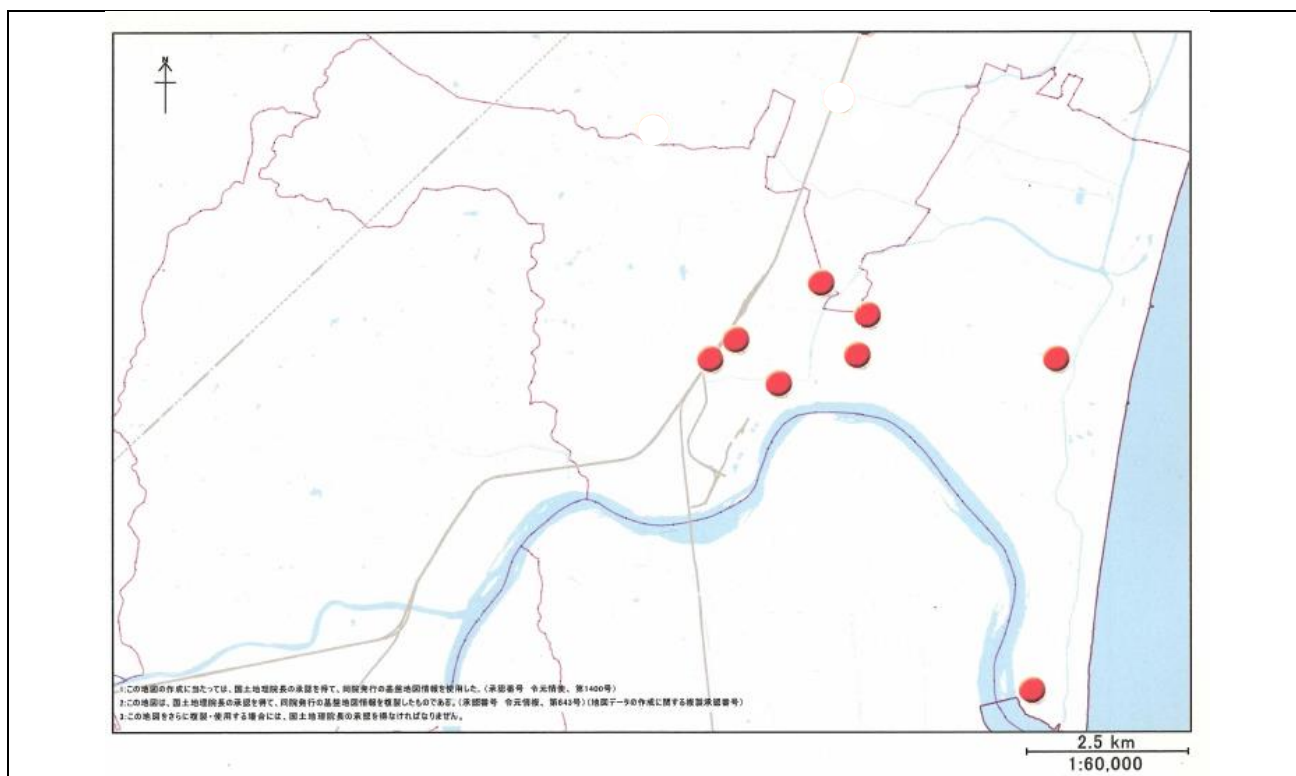 N
1:この地図の作成に当たっては、国土地理院長の承認を得て、同院発行の基盤地図情報を使用した。(承認番号 令元情使、第1400号)
2:この地図は、国土地理院長の承認を得て、同院発行の基盤地図情報を複製したものである。(承認番号 令元情複、第643号)(地図データの作成に関する複製承認番号)
3:この地図をさらに複製・使用する場合には、国土地理院長の承認を得なければなりません。
2.5 km
1:60,000